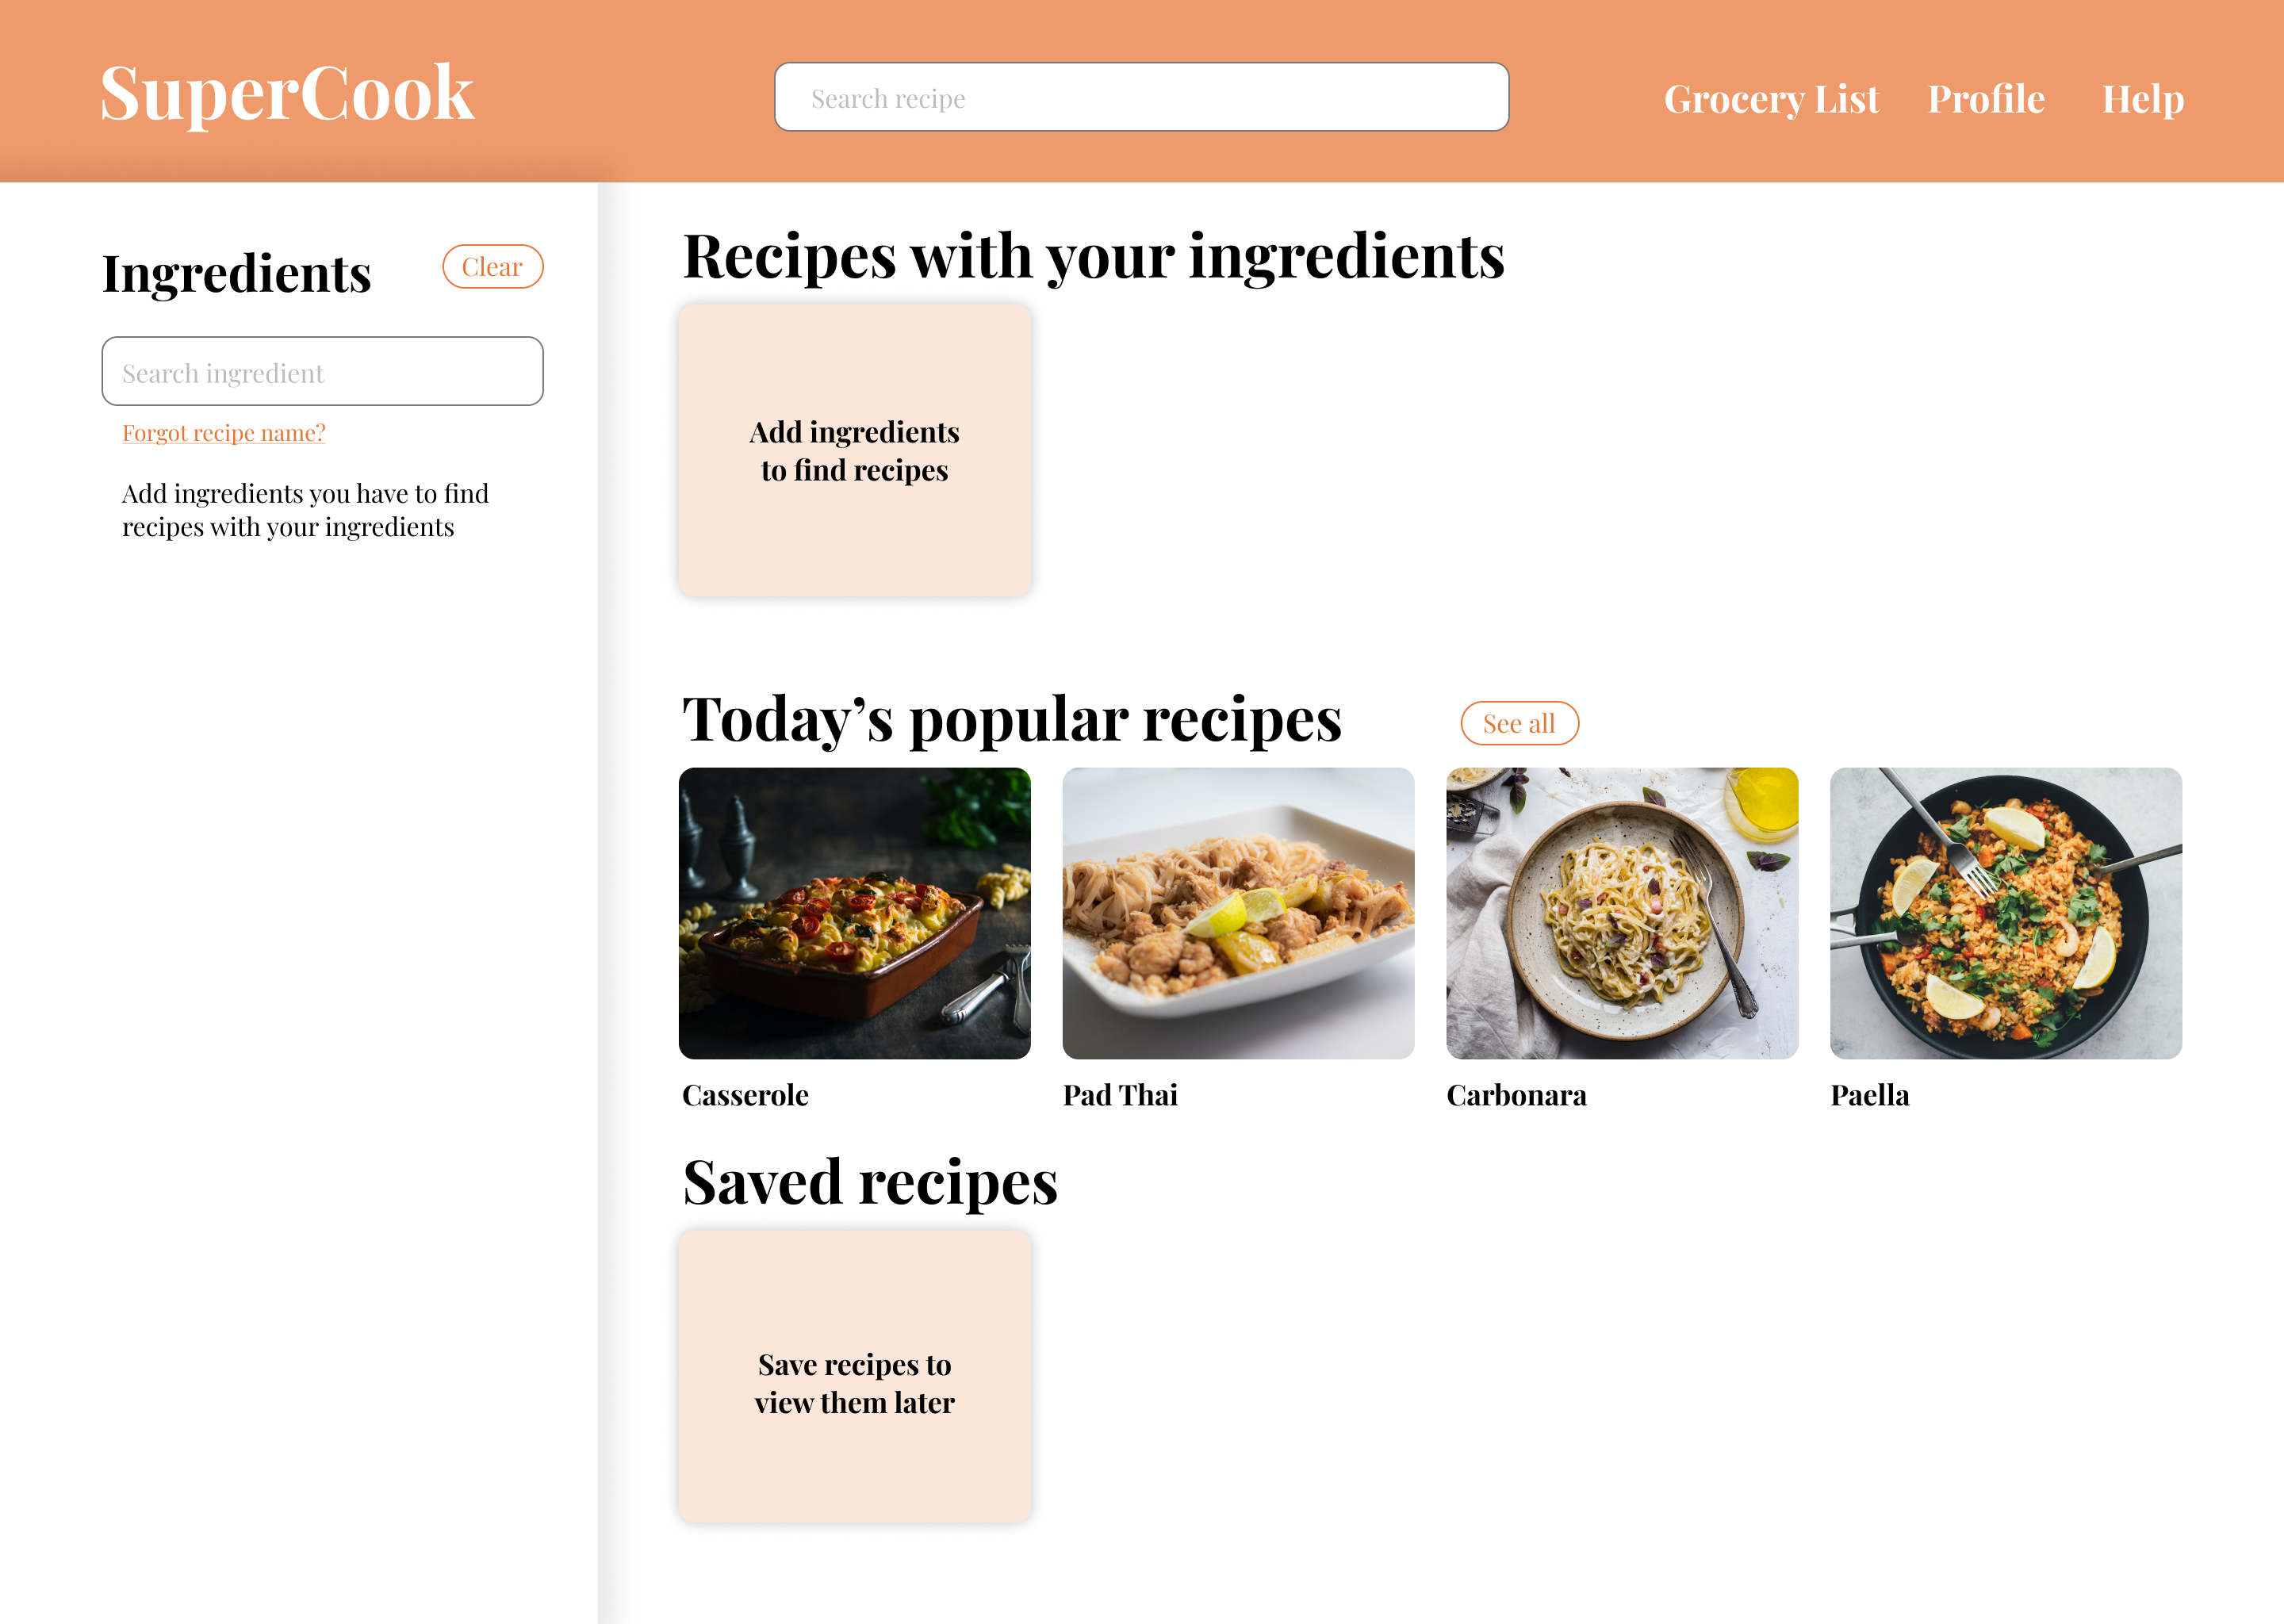 SuperCook
Search recipe
Grocery List
Profile
Help
Ingredients
Clear
Search ingredient
Forgot recipe name?
Add ingredients you have to find
recipes with your ingredients
Recipes with your ingredients
Add ingredients
to find recipes
Today’s popular recipes
See all
Casserole
Pad Thai
Carbonara
Paella
Saved recipes
Save recipes to
view them later